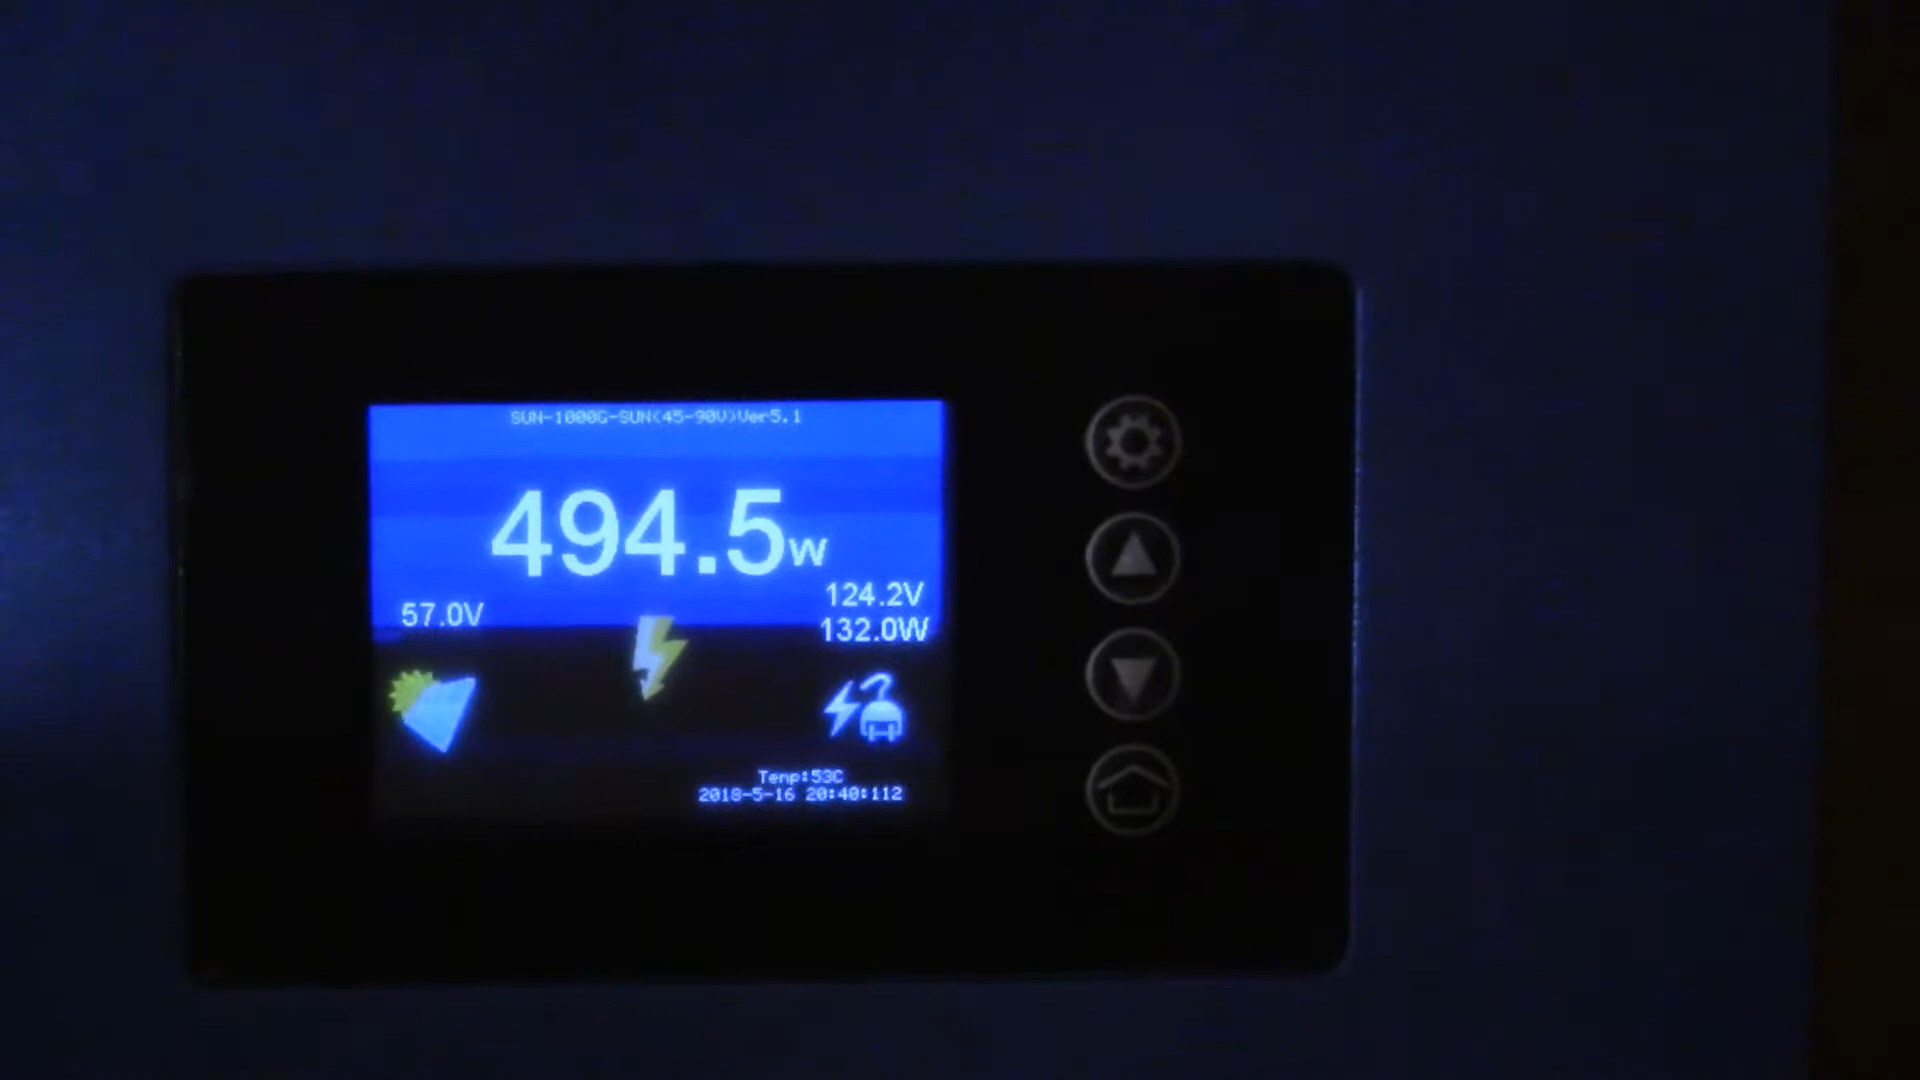 SUN-1000G-SUN(45-90V)Ver5.1
494.5W
57.0V
124.2V
132.0W
Temp:53C
2018-5-16 20:40:112